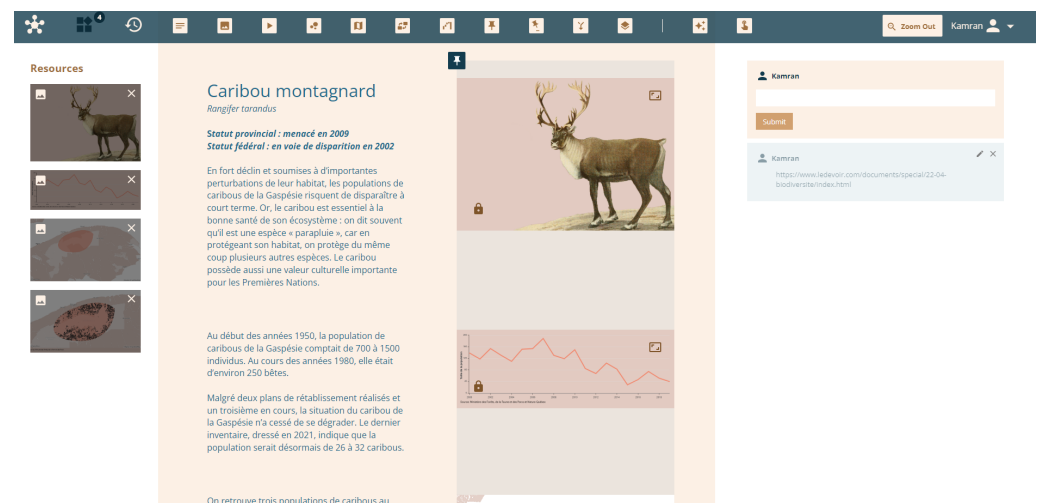 4
Zoom Out
Kamran
Resources
Caribou montagnard
Rangifer tarandus
Statut provincial : menacé en 2009
Statut fédéral : en voie de disparition en 2002
En fort déclin et soumises à d'importantes
perturbations de leur habitat, les populations de
caribous de la Gaspésie risquent de disparaître à
court terme. Or, le caribou est essentiel à la
bonne santé de son écosystème : on dit souvent
qu'il est une espèce « parapluie », car en
protégeant son habitat, on protège du même
coup plusieurs autres espèces. Le caribou
possède aussi une valeur culturelle importante
pour les Premières Nations.
Au début des années 1950, la population de
caribous de la Gaspésie comptait de 700 à 1500
individus. Au cours des années 1980, elle était
d'environ 250 bêtes.
Malgré deux plans de rétablissement réalisés et
un troisième en cours, la situation du caribou de
la Gaspésie n'a cessé de se dégrader. Le dernier
inventaire, dressé en 2021, indique que la
population serait désormais de 26 à 32 caribous.
On retrouve trois populations de caribous au
Kamran
Submit
Kamran
https://www.ledevoir.com/documents/special/22-04-
biodiversite/index.html